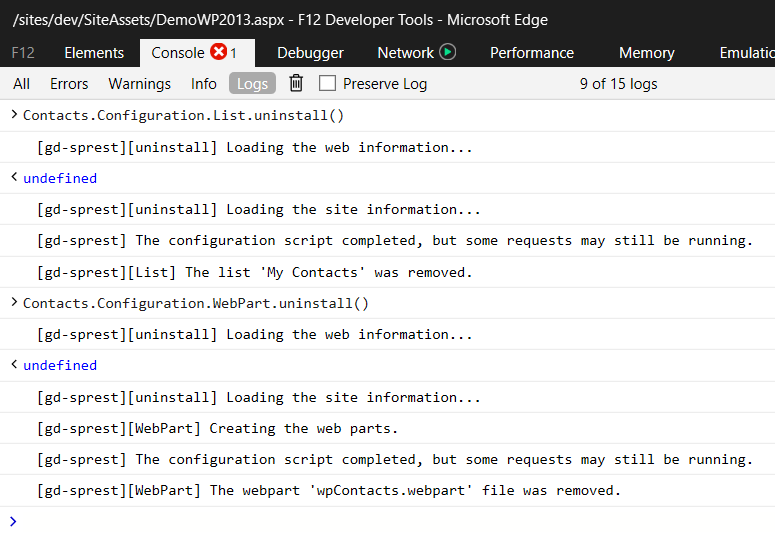 /sites/dev/SiteAssets/DemoWP2013.aspx - F12 Developer Tools - Microsoft Edge
F12 Elements Console 1 Debugger Network Performance Memory Emulatio
All Errors Warnings Info Logs Preserve Log 9 of 15 logs
> Contacts.Configuration.List.uninstall()
[gd-sprest][uninstall] Loading the web information...
< undefined
[gd-sprest][uninstall] Loading the site information...
[gd-sprest] The configuration script completed, but some requests may still be running.
[gd-sprest][List] The list 'My Contacts' was removed.
> Contacts.Configuration.WebPart.uninstall()
[gd-sprest][uninstall] Loading the web information...
< undefined
[gd-sprest][uninstall] Loading the site information...
[gd-sprest][WebPart] Creating the web parts.
[gd-sprest] The configuration script completed, but some requests may still be running.
[gd-sprest][WebPart] The webpart 'wpContacts.webpart' file was removed.
>